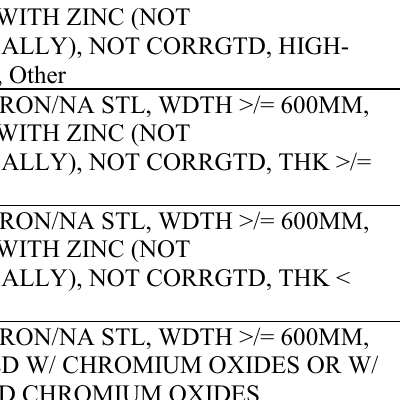 WITH ZINC (NOT
ALLY), NOT CORRGTD, HIGH-
, Other
RON/NA STL, WDTH >/= 600MM,
WITH ZINC (NOT
ALLY), NOT CORRGTD, THK >/=
RON/NA STL, WDTH >/= 600MM,
WITH ZINC (NOT
ALLY), NOT CORRGTD, THK <
RON/NA STL, WDTH >/= 600MM,
D W/ CHROMIUM OXIDES OR W/
D CHROMIUM OXIDES